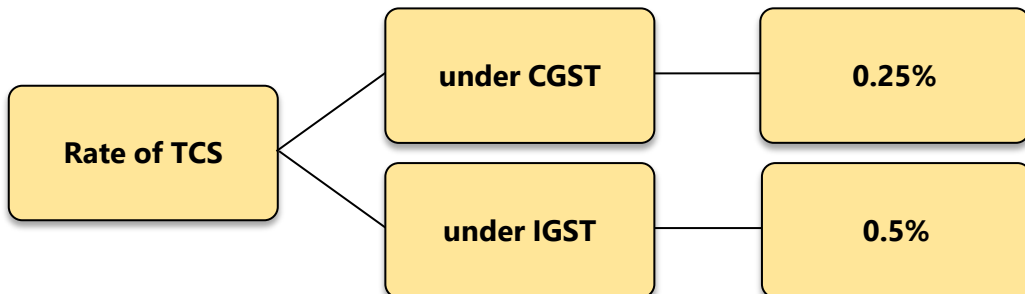 Rate of TCS
under CGST
0.25%
under IGST
0.5%